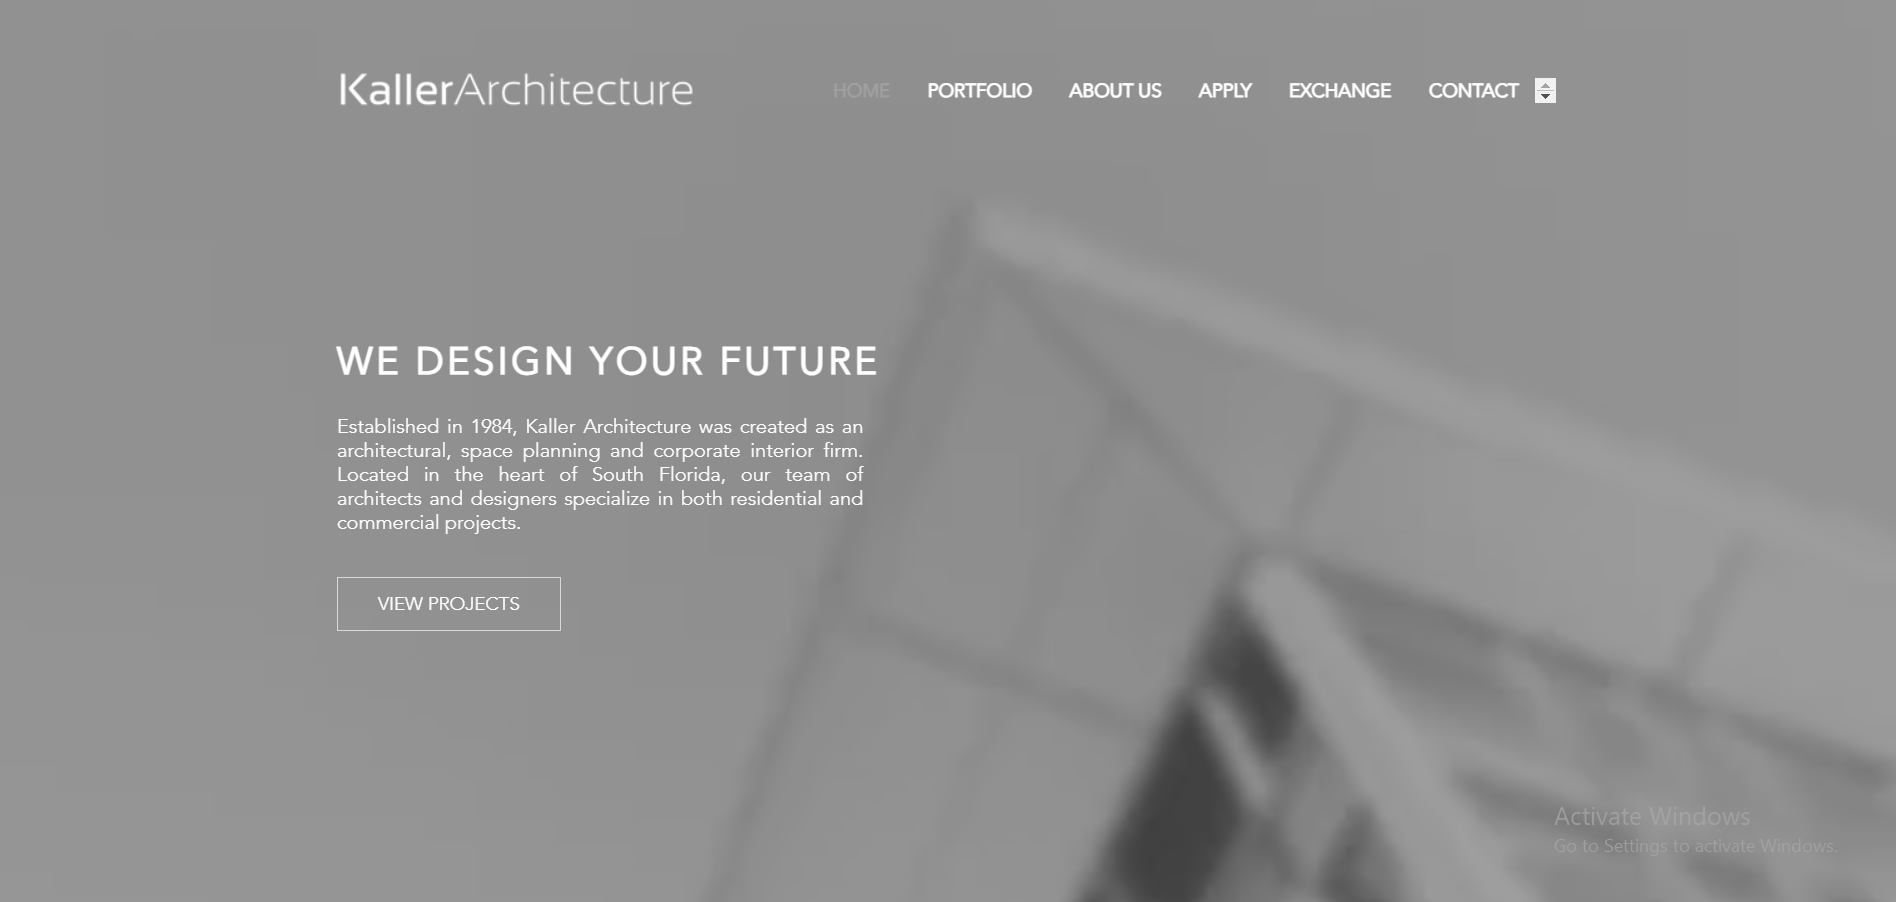 KallerArchitecture
HOME PORTFOLIO ABOUT US APPLY EXCHANGE CONTACT
WE DESIGN YOUR FUTURE
Established in 1984, Kaller Architecture was created as an
architectural, space planning and corporate interior firm.
Located in the heart of South Florida, our team of
architects and designers specialize in both residential and
commercial projects.
VIEW PROJECTS
Activate Windows
Go to Settings to activate Windows.